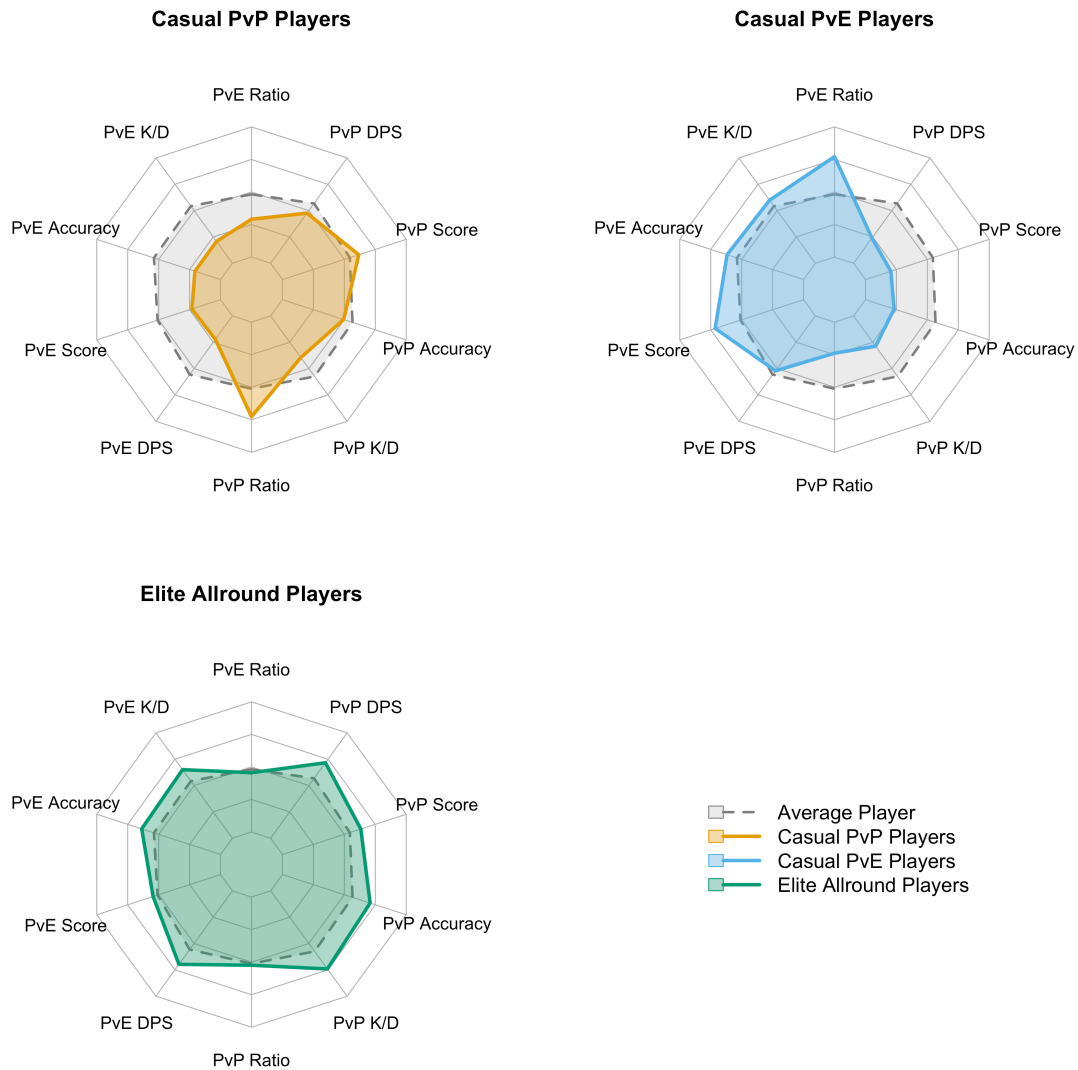 Casual PvP Players
PvE Ratio
PvE K/D
PvP DPS
PvE Accuracy
PvP Score
PvE Score
PvP Accuracy
PvE DPS
PvP K/D
PvP Ratio
Casual PvE Players
PvE Ratio
PvE K/D
PvP DPS
PvE Accuracy
PvP Score
PvE Score
PvP Accuracy
PvE DPS
PvP K/D
PvP Ratio
Elite Allround Players
PvE Ratio
PvE K/D
PvP DPS
PvE Accuracy
PvP Score
PvE Score
PvP Accuracy
PvE DPS
PvP K/D
PvP Ratio
Average Player
Casual PvP Players
Casual PvE Players
Elite Allround Players